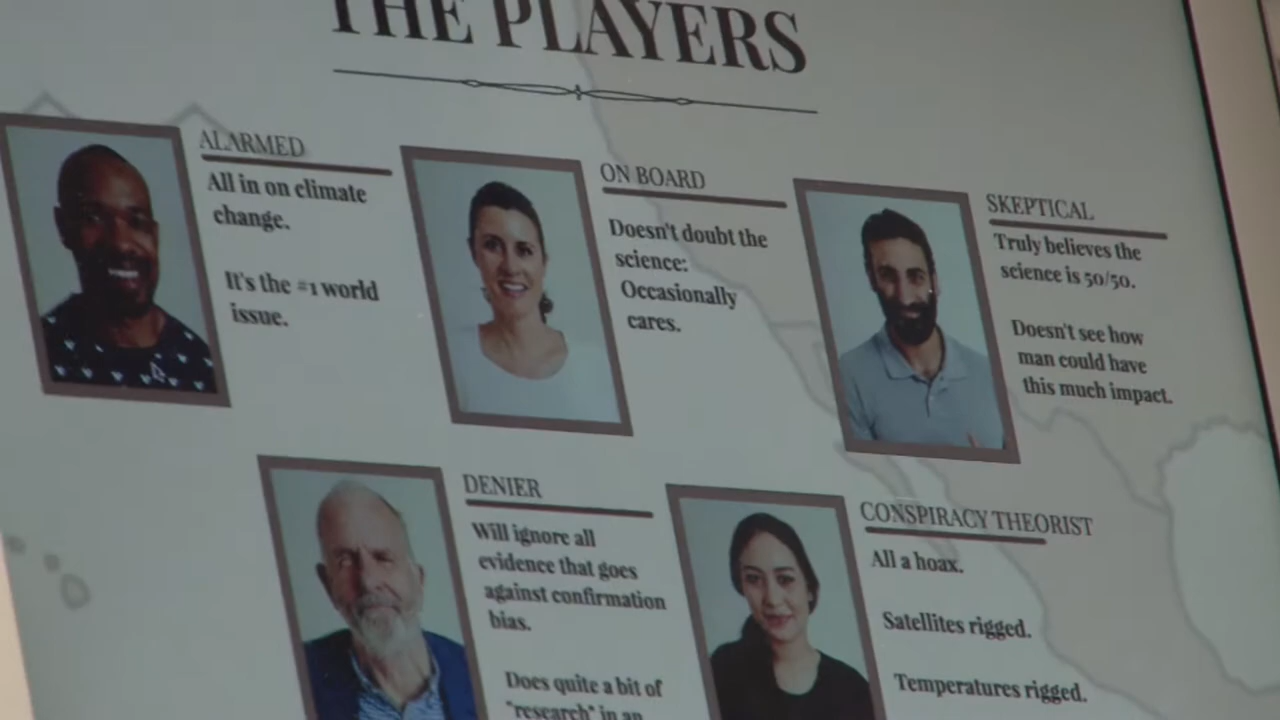 THE PLAYERS
ALARMED
All in on climate
change.
It's the #1 world
issue.
ON BOARD
Doesn't doubt the
science:
Occasionally
cares.
SKEPTICAL
Truly believes the
science is 50/50.
Doesn't see how
man could have
this much impact.
DENIER
Will ignore all
evidence that goes
against confirmation
bias.
Does quite a bit of
"research" in an
CONSPIRACY THEORIST
All a hoax.
Satellites rigged.
Temperatures rigged.